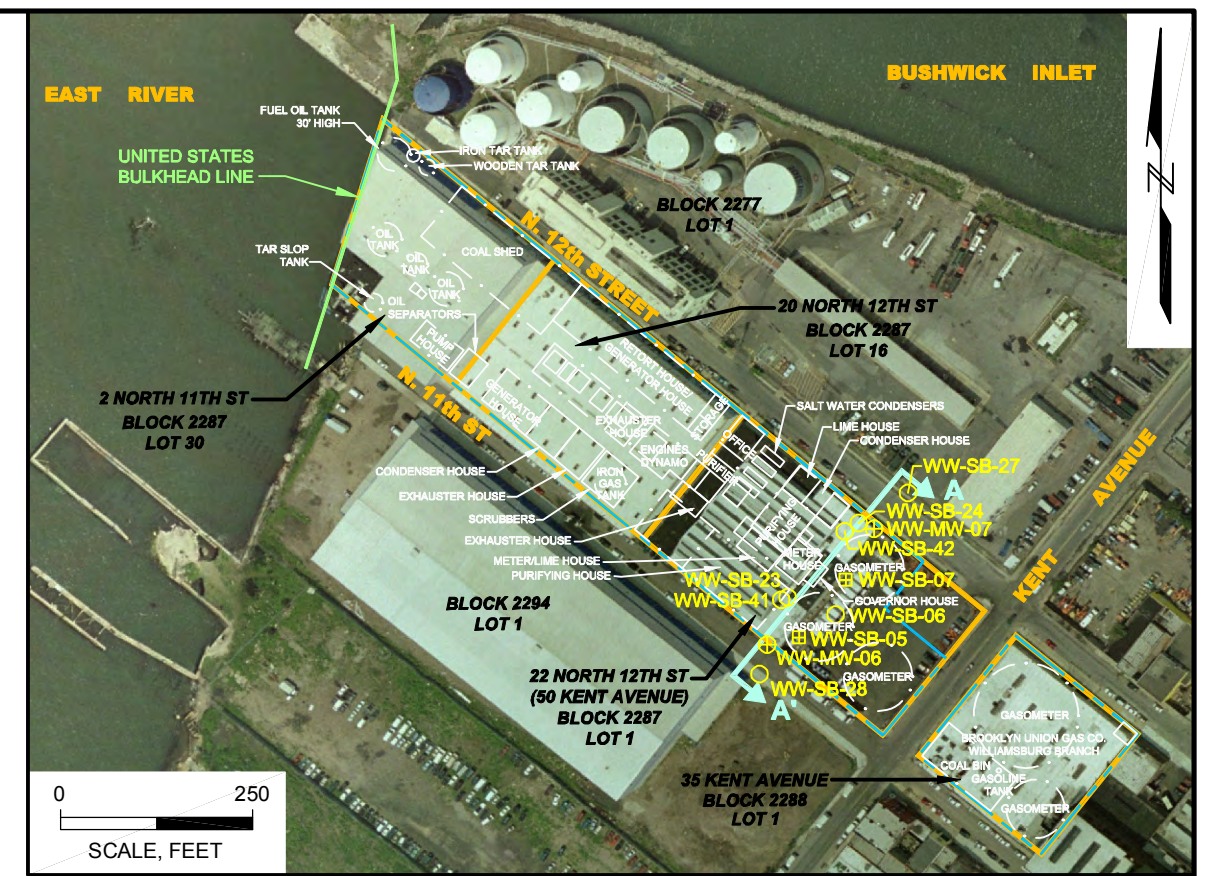 EAST RIVER
BUSHWICK INLET
FUEL OIL TANK
30' HIGH
IRON TAR TANK
WOODEN TAR TANK
UNITED STATES
BULKHEAD LINE
BLOCK 2277
LOT 1
N. 12th STREET
OIL
TANK
COAL SHED
TAR SLOP
TANK
OIL
TANK
OIL
TANK
OIL
SEPARATORS
PUMP
HOUSE
20 NORTH 12TH ST
BLOCK 2287
LOT 16
RETORT HOUSE/
GENERATOR HOUSE
2 NORTH 11TH ST
BLOCK 2287
LOT 30
N. 11th ST
GENERATOR
HOUSE
STORAGE
SALT WATER CONDENSERS
LIME HOUSE
CONDENSER HOUSE
EXHAUSTER
HOUSE
OFFICE
ENGINES
DYNAMO
PURIFIER
CONDENSER HOUSE
IRON
GAS
TANK
EXHAUSTER HOUSE
SCRUBBERS
EXHAUSTER HOUSE
PURIFYING
HOUSE
METER/LIME HOUSE
PURIFYING HOUSE
METER
HOUSE
WW-SB-27
A
WW-SB-24
WW-MW-07
WW-SB-42
GASOMETER
WW-SB-07
WW-SB-23
WW-SB-41
GOVERNOR HOUSE
WW-SB-06
GASOMETER
WW-SB-05
WW-MW-06
GASOMETER
WW-SB-28
A'
KENT AVENUE
BLOCK 2294
LOT 1
22 NORTH 12TH ST
(50 KENT AVENUE)
BLOCK 2287
LOT 1
GASOMETER
BROOKLYN UNION GAS CO.
WILLIAMSBURG BRANCH
COAL BIN
GASOLINE
TANK
GASOMETER
35 KENT AVENUE
BLOCK 2288
LOT 1
0 250
SCALE, FEET
N